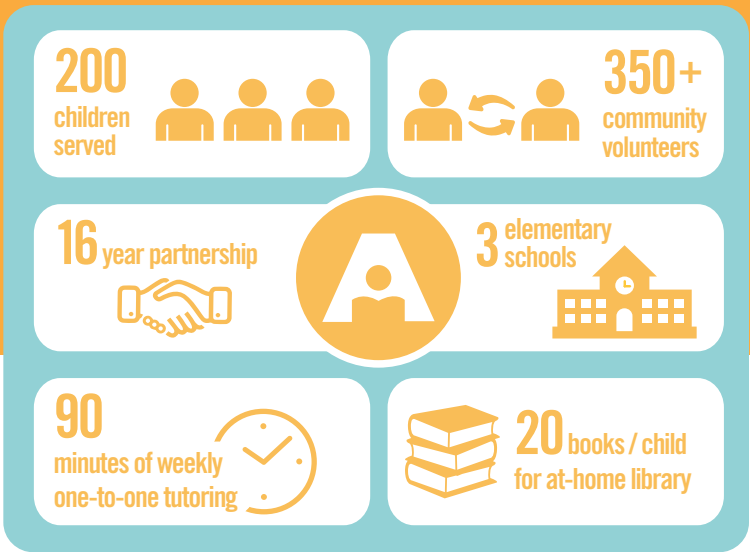 200
children
served
350+
community
volunteers
16 year partnership
3 elementary
schools
90
minutes of weekly
one-to-one tutoring
20 books / child
for at-home library